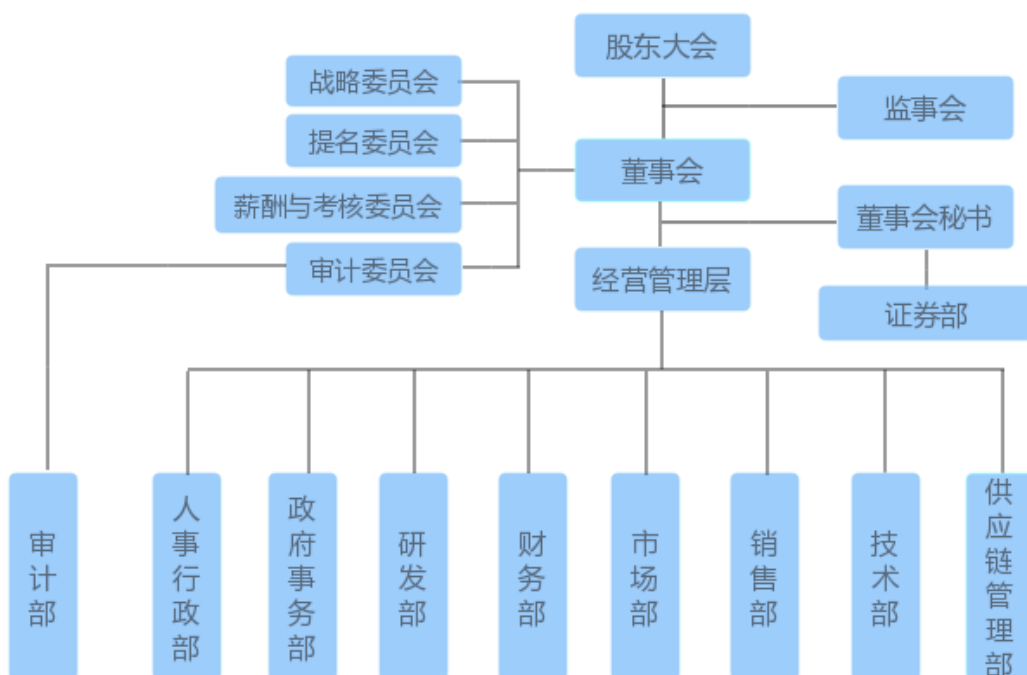 股东大会
战略委员会
监事会
提名委员会
董事会
薪酬与考核委员会
董事会秘书
审计委员会
经营管理层
证券部
审计部
人事行政部
政府事务部
研发部
财务部
市场部
销售部
技术部
供应链管理部